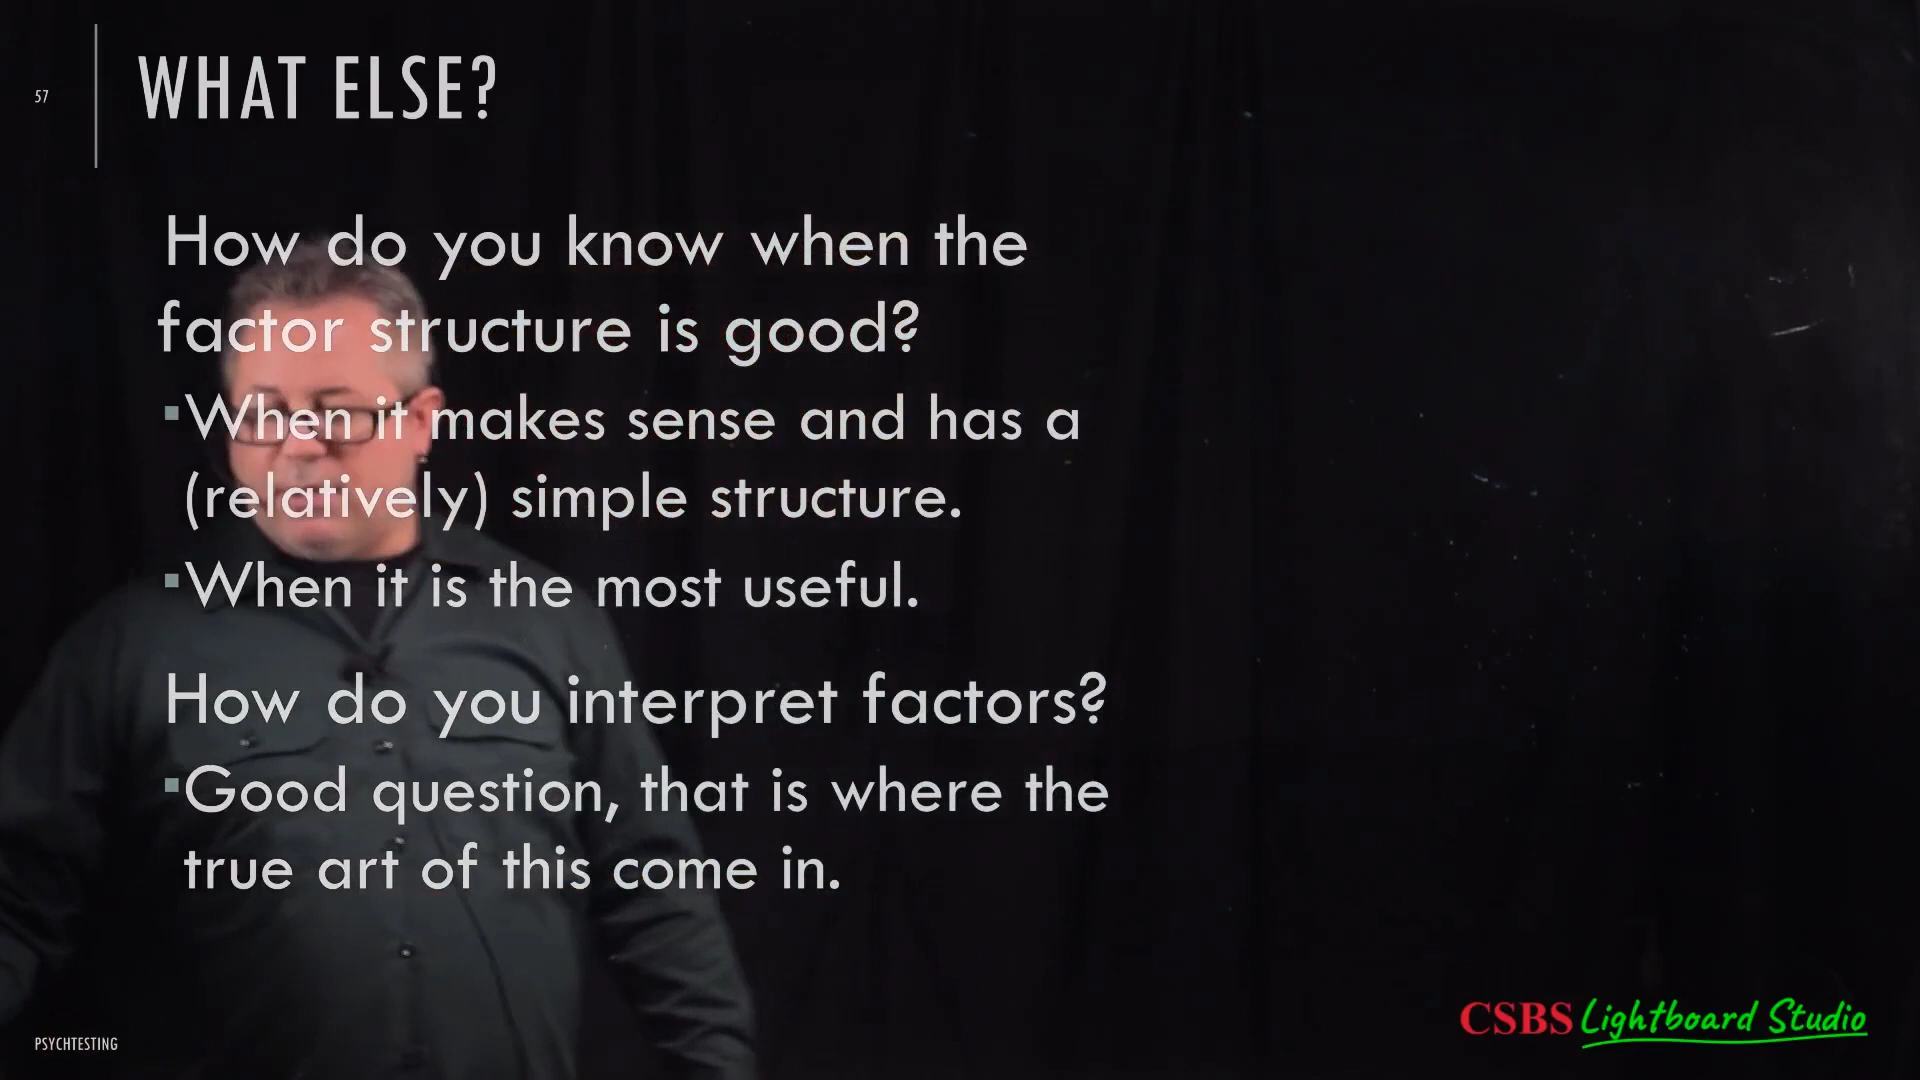 57
WHAT ELSE?
How do you know when the
factor structure is good?
▪When it makes sense and has a
(relatively) simple structure.
▪When it is the most useful.
How do you interpret factors?
▪Good question, that is where the
true art of this come in.
PSYCHTESTING
CSBS Lightboard Studio